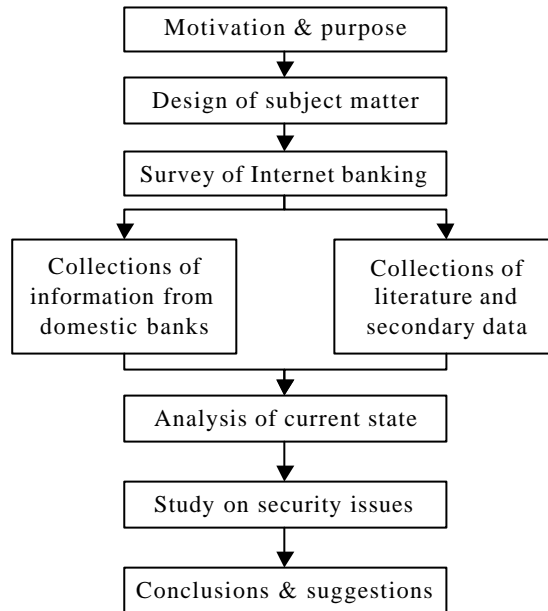 Motivation & purpose
Design of subject matter
Survey of Internet banking
Collections of
information from
domestic banks
Collections of
literature and
secondary data
Analysis of current state
Study on security issues
Conclusions & suggestions